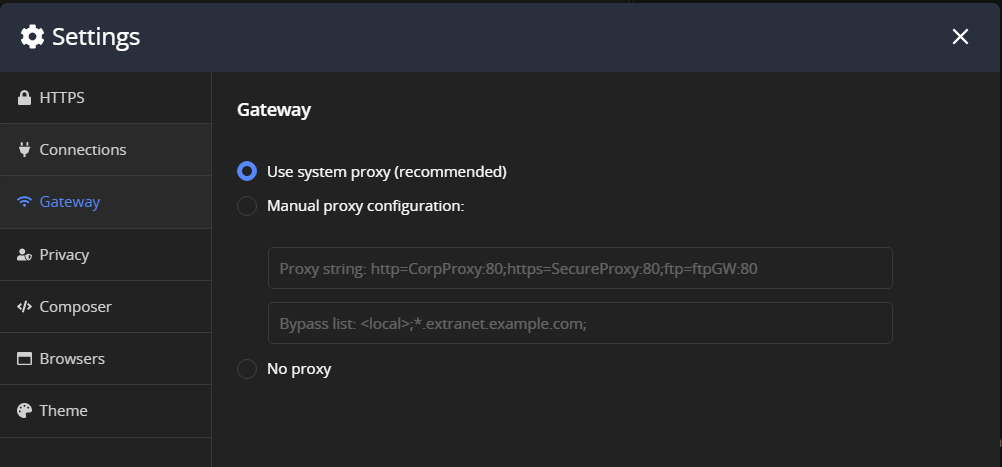 Settings
HTTPS
Connections
Gateway
Privacy
Composer
Browsers
Theme
Gateway
Use system proxy (recommended)
Manual proxy configuration:
Proxy string: http=CorpProxy:80;https=SecureProxy:80;ftp=ftpGW:80
Bypass list: <local>;*.extranet.example.com;
No proxy